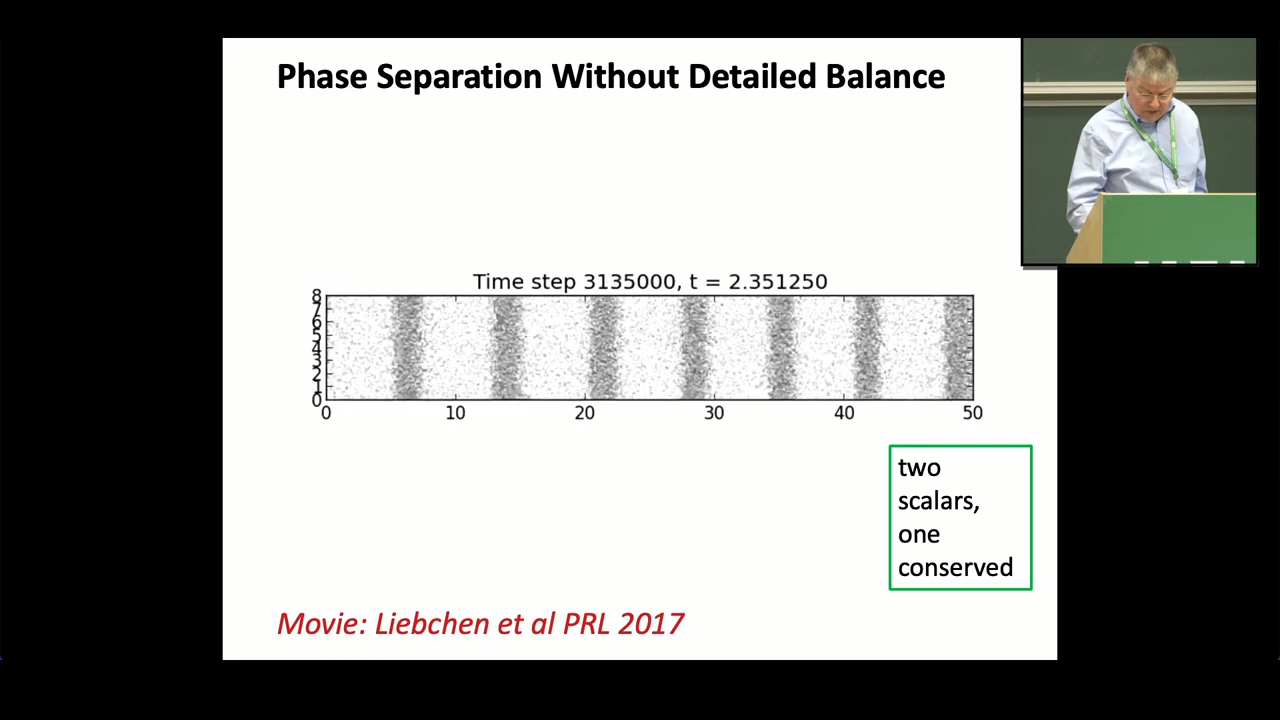 Phase Separation Without Detailed Balance
Time step 3135000, t = 2.351250
8
7
6
5
4
3
2
1
0
0 10 20 30 40 50
two
scalars,
one
conserved
Movie: Liebchen et al PRL 2017